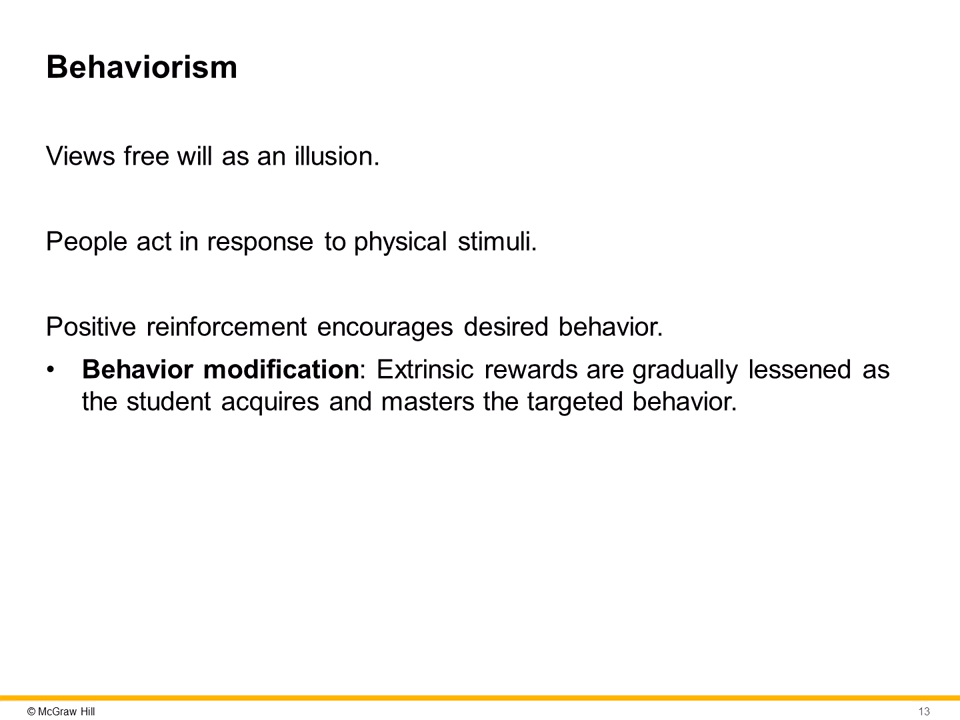 Behaviorism
Views free will as an illusion.
People act in response to physical stimuli.
Positive reinforcement encourages desired behavior.
• Behavior modification: Extrinsic rewards are gradually lessened as
the student acquires and masters the targeted behavior.
© McGraw Hill
13